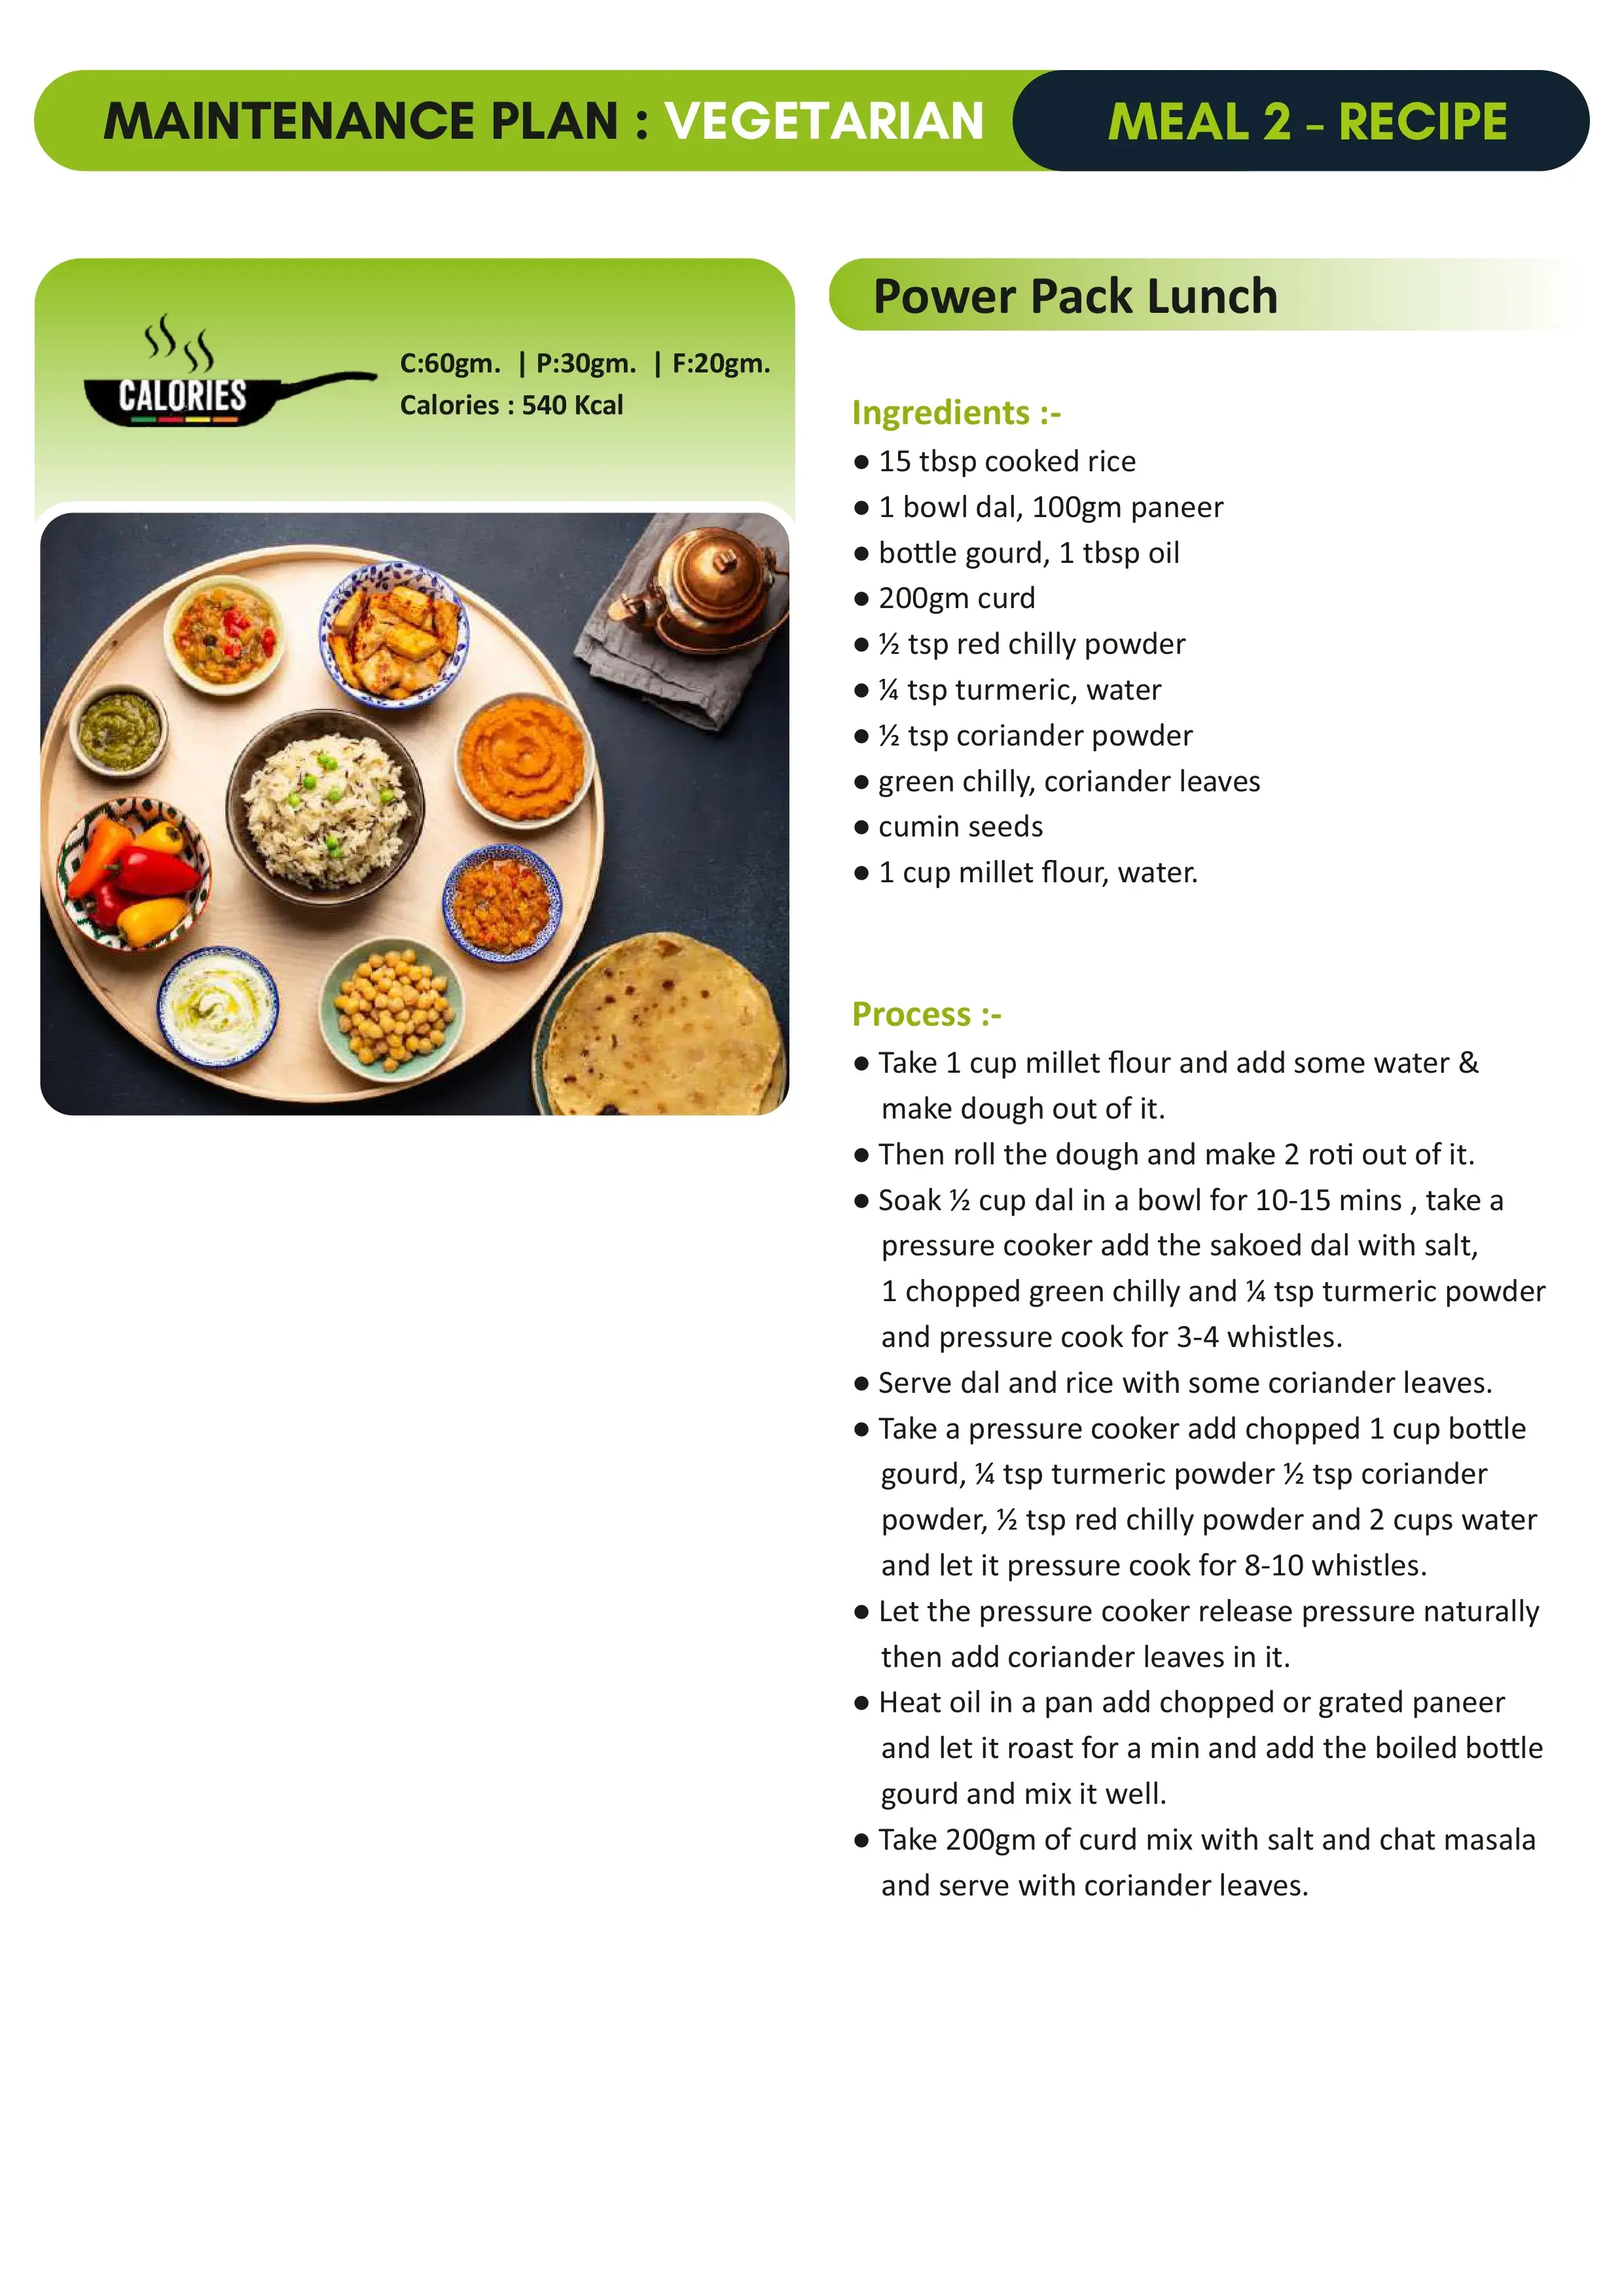 MAINTENANCE PLAN : VEGETARIAN
MEAL 2 - RECIPE
CALORIES
C:60gm. | P:30gm. | F:20gm.
Calories : 540 Kcal
Power Pack Lunch
Ingredients :-
● 15 tbsp cooked rice
● 1 bowl dal, 100gm paneer
● bottle gourd, 1 tbsp oil
● 200gm curd
● ½ tsp red chilly powder
● ¼ tsp turmeric, water
● ½ tsp coriander powder
● green chilly, coriander leaves
● cumin seeds
● 1 cup millet flour, water.
Process :-
● Take 1 cup millet flour and add some water &
make dough out of it.
● Then roll the dough and make 2 roti out of it.
● Soak ½ cup dal in a bowl for 10-15 mins , take a
pressure cooker add the sakoed dal with salt,
1 chopped green chilly and ¼ tsp turmeric powder
and pressure cook for 3-4 whistles.
● Serve dal and rice with some coriander leaves.
● Take a pressure cooker add chopped 1 cup bottle
gourd, ¼ tsp turmeric powder ½ tsp coriander
powder, ½ tsp red chilly powder and 2 cups water
and let it pressure cook for 8-10 whistles.
● Let the pressure cooker release pressure naturally
then add coriander leaves in it.
● Heat oil in a pan add chopped or grated paneer
and let it roast for a min and add the boiled bottle
gourd and mix it well.
● Take 200gm of curd mix with salt and chat masala
and serve with coriander leaves.